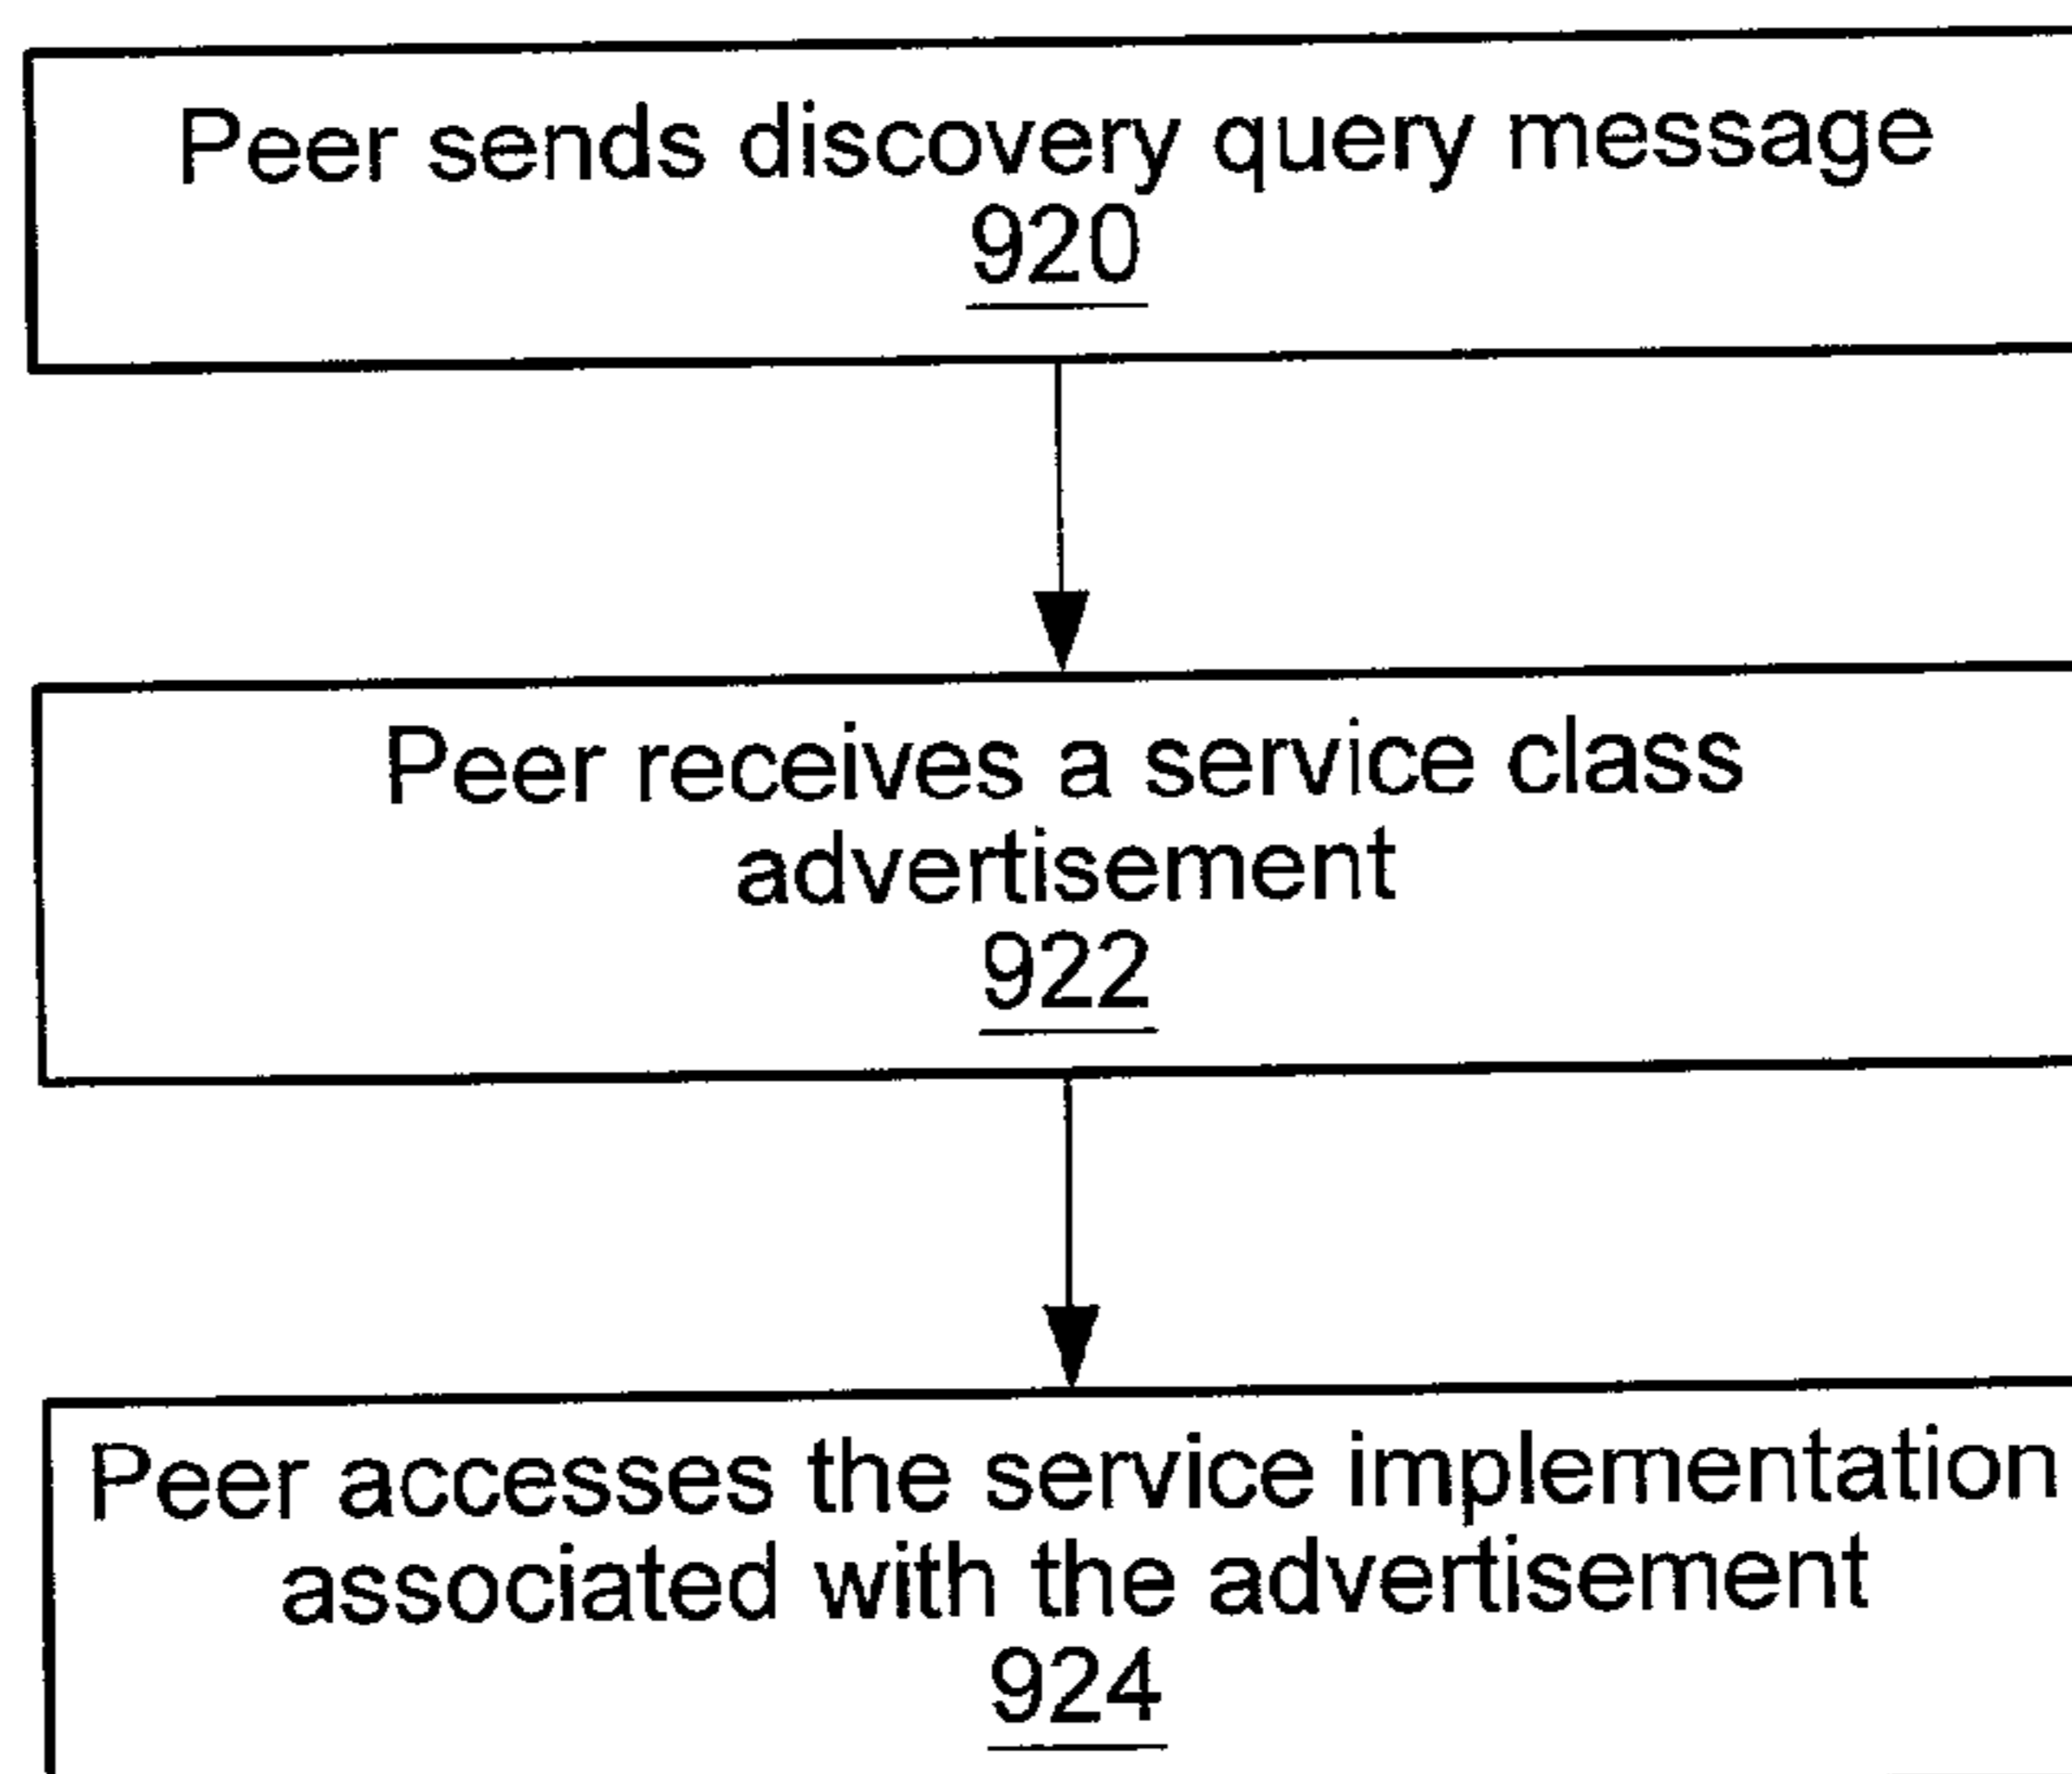 Peer sends discovery query message
920
Peer receives a service class
advertisement
922
Peer accesses the service implementation
associated with the advertisement
924